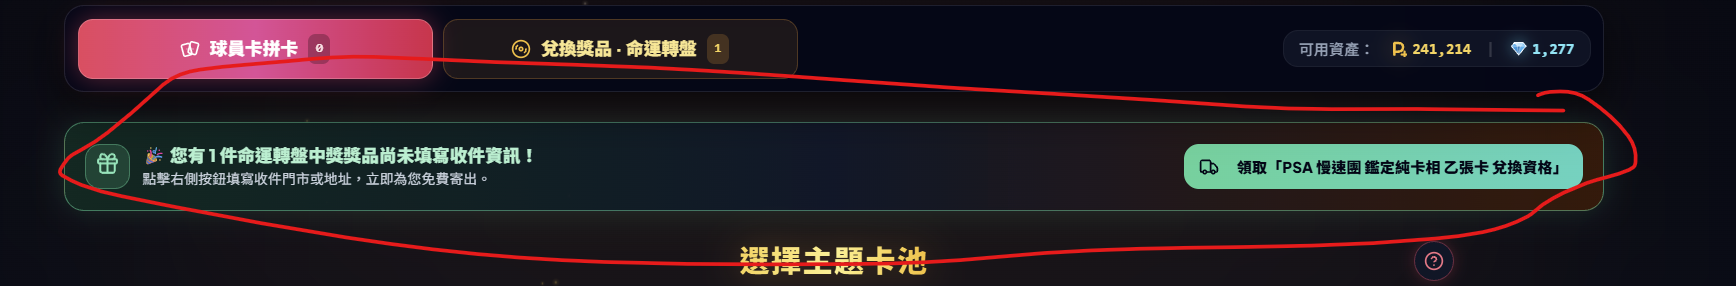 球員卡拼卡 0
兌換獎品 · 命運轉盤 1
可用資產： 241,214 | 1,277
🎉 您有 1 件命運轉盤中獎獎品尚未填寫收件資訊！
點擊右側按鈕填寫收件門市或地址，立即為您免費寄出。
領取「PSA 慢速團 鑑定純卡相 乙張卡 兌換資格」
選擇主題卡池
?